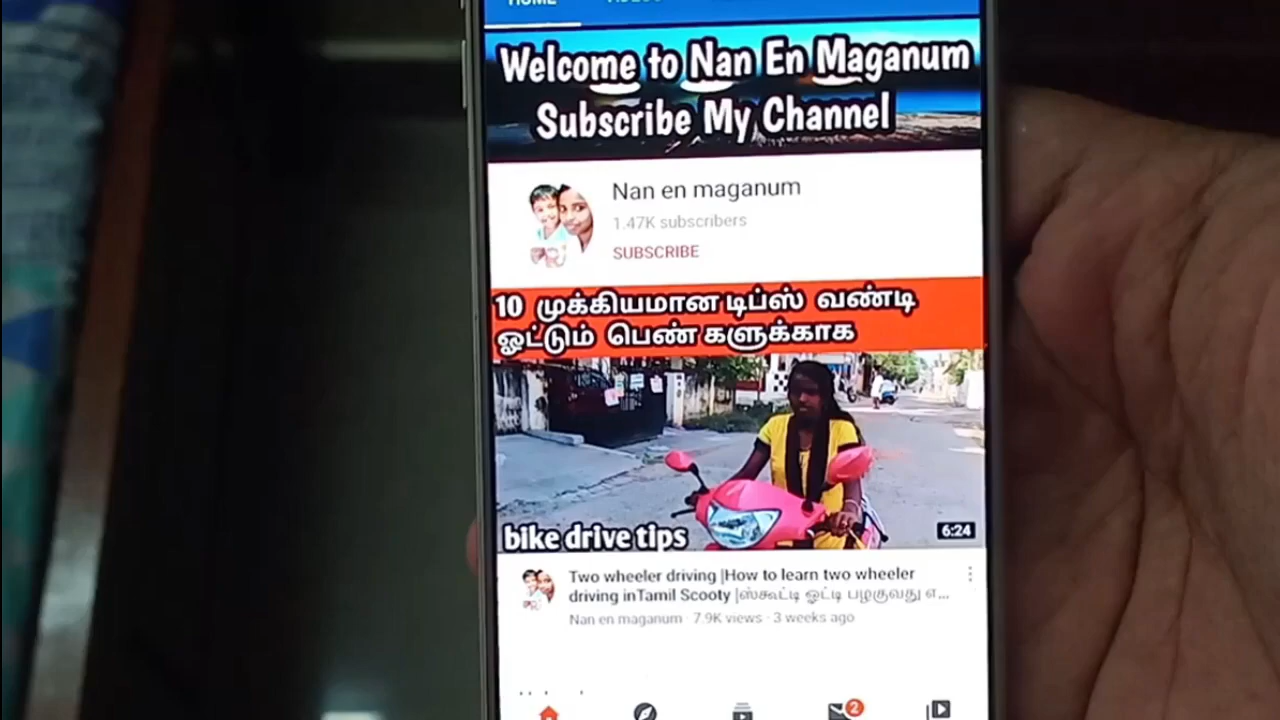 HOME
Welcome to Nan En Maganum
Subscribe My Channel
Nan en maganum
1.47K subscribers
SUBSCRIBE
10 முக்கியமான டிப்ஸ் வண்டி
ஓட்டும் பெண் களுக்காக
bike drive tips
6:24
Two wheeler driving |How to learn two wheeler
driving inTamil Scooty |ஸ்கூட்டி ஓட்டி பழகுவது எ...
Nan en maganum · 7.9K views · 3 weeks ago
2